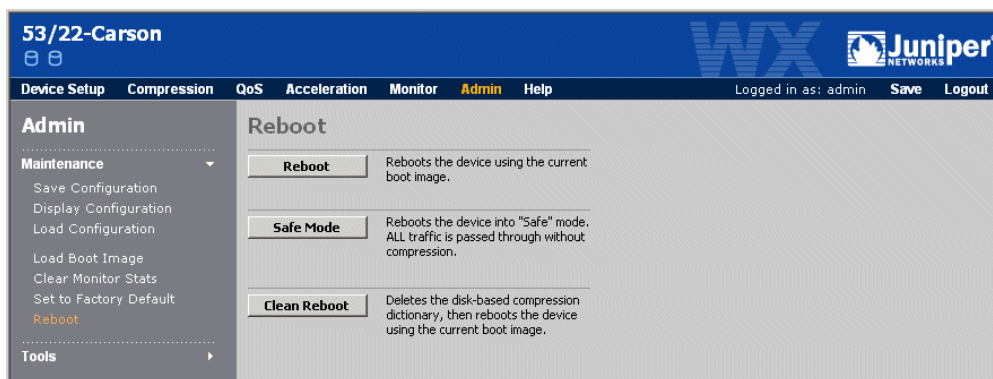 53/22-Carson
WX
Juniper
NETWORKS
Device Setup Compression QoS Acceleration Monitor Admin Help Logged in as: admin Save Logout
Admin
Maintenance
Save Configuration
Display Configuration
Load Configuration
Load Boot Image
Clear Monitor Stats
Set to Factory Default
Reboot
Tools
Reboot
Reboot
Reboots the device using the current
boot image.
Safe Mode
Reboots the device into "Safe" mode.
ALL traffic is passed through without
compression.
Clean Reboot
Deletes the disk-based compression
dictionary, then reboots the device
using the current boot image.